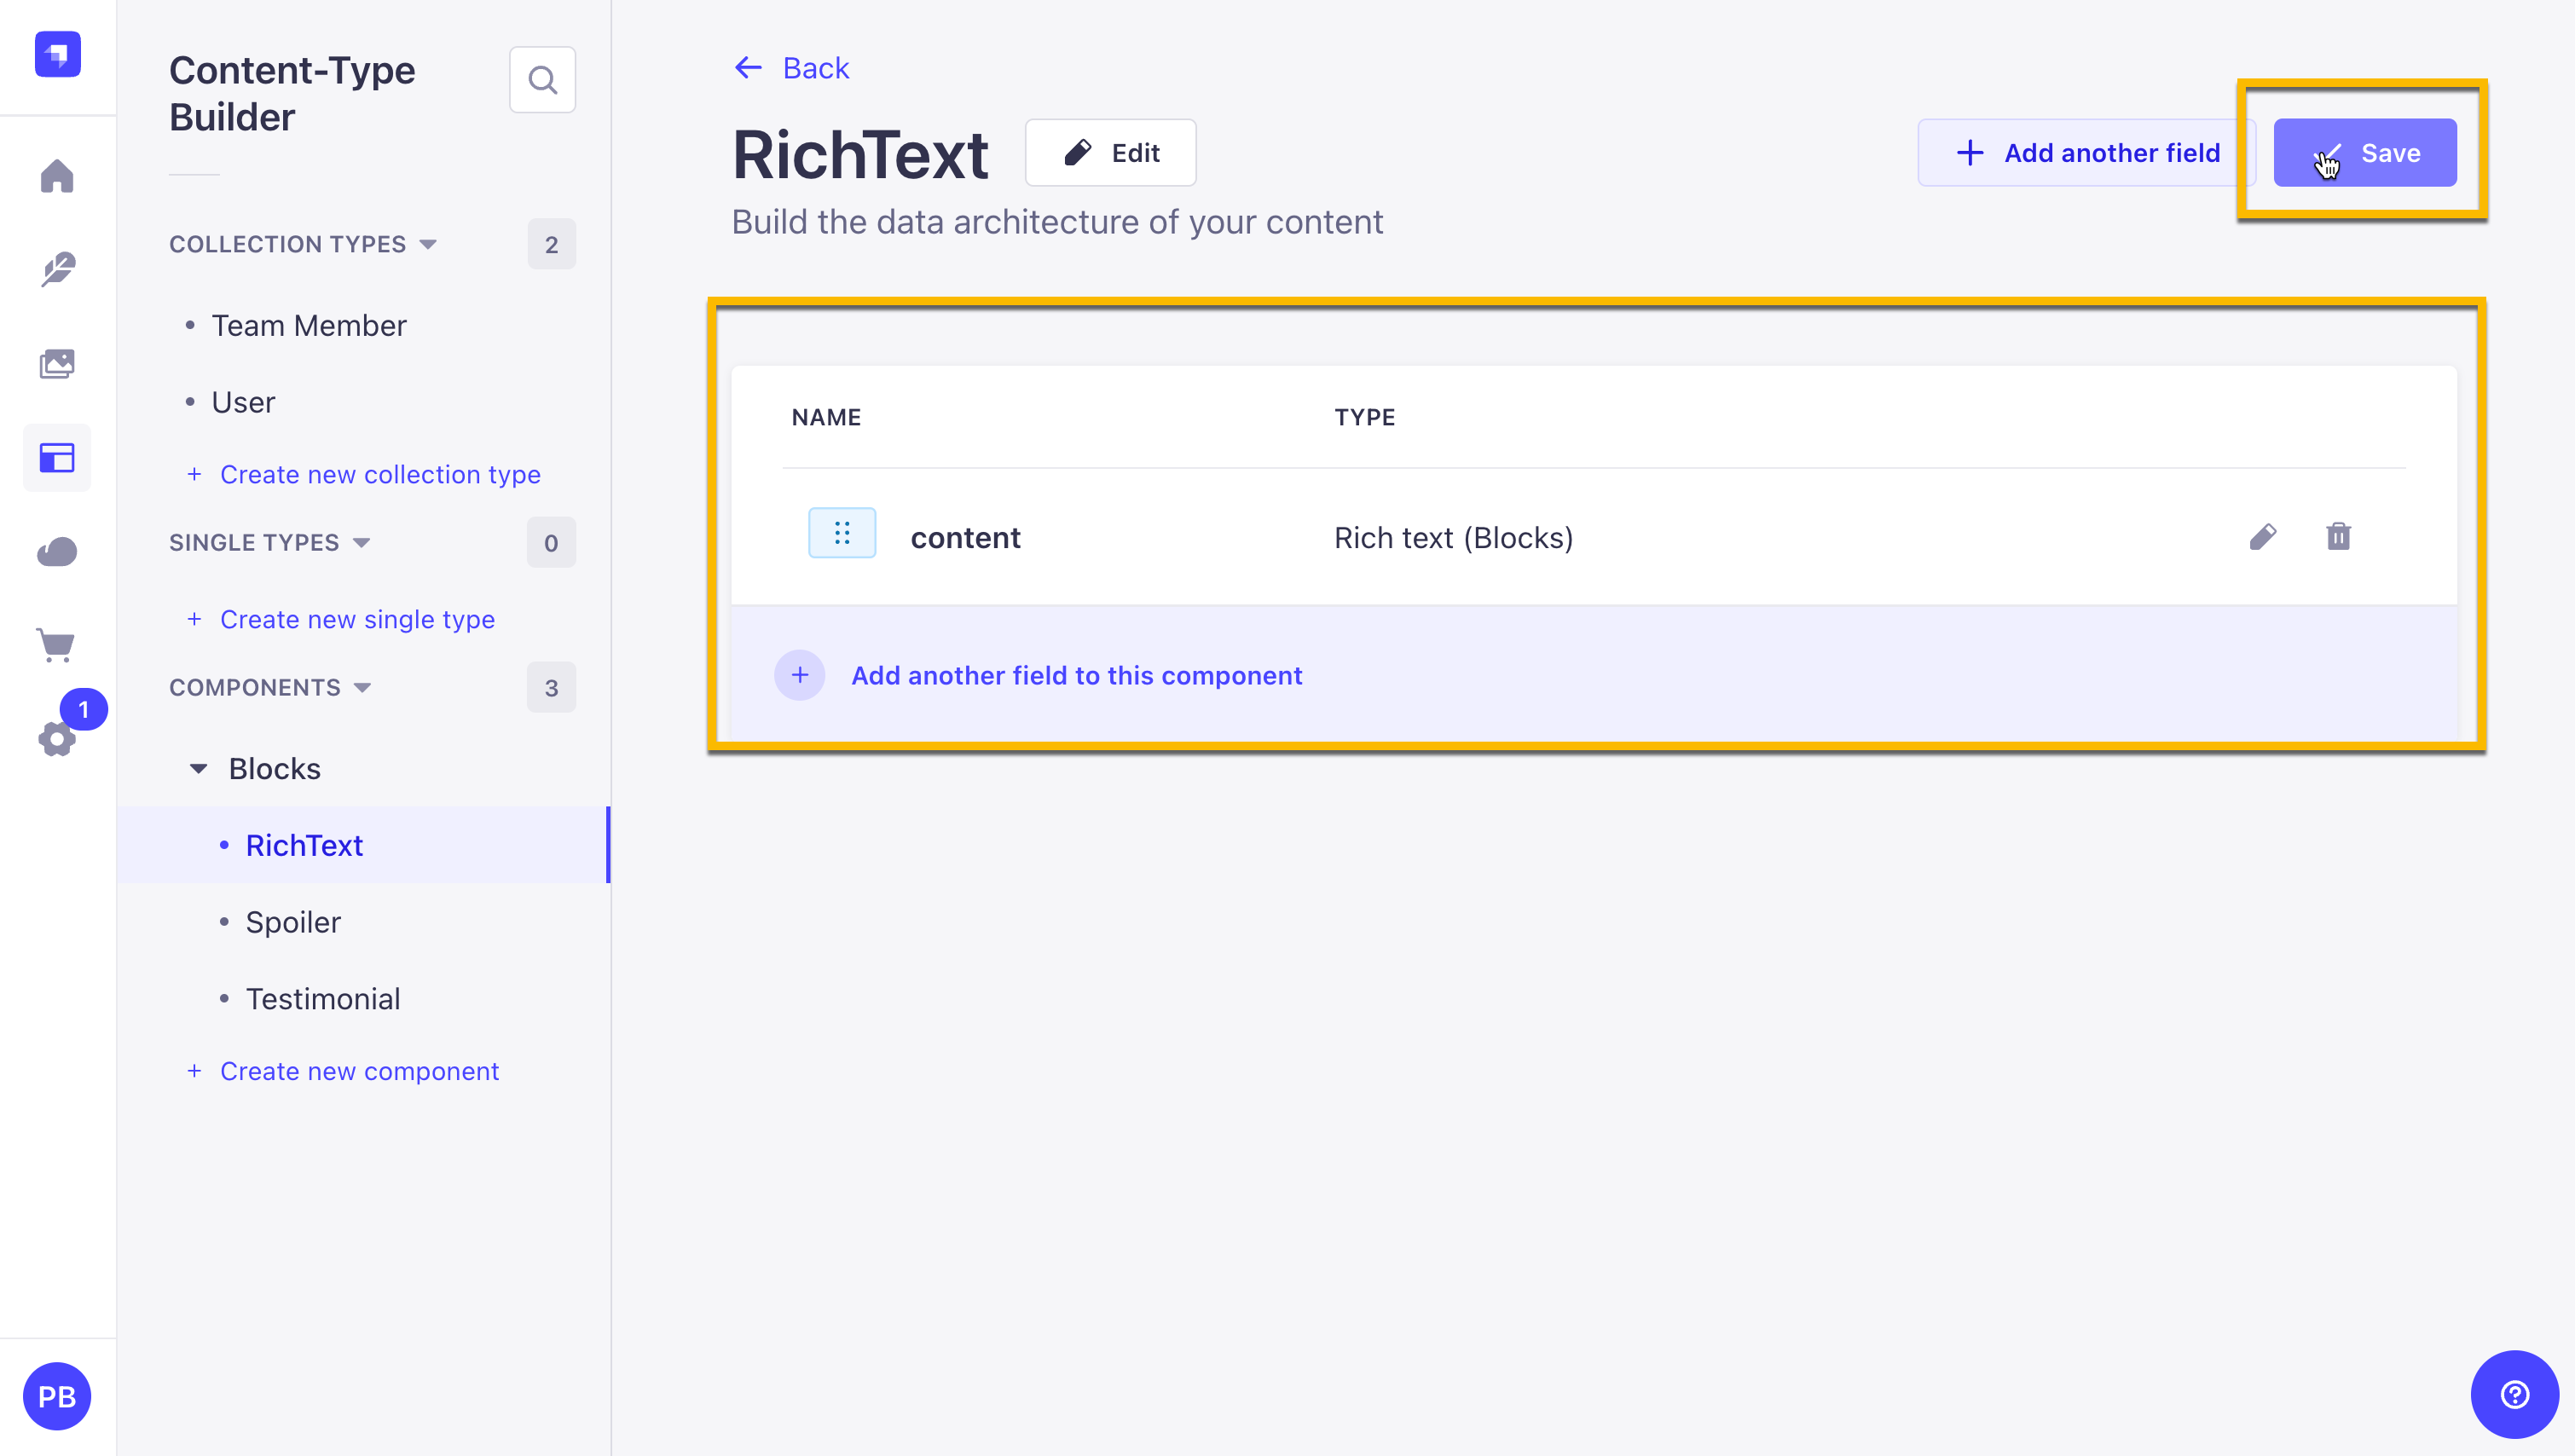 Content-Type
Builder
COLLECTION TYPES 2
Team Member
User
+ Create new collection type
SINGLE TYPES 0
+ Create new single type
COMPONENTS 3
1
Blocks
RichText
Spoiler
Testimonial
+ Create new component
PB
Back
RichText
Edit
Add another field
Save
Build the data architecture of your content
NAME TYPE
content Rich text (Blocks)
+ Add another field to this component